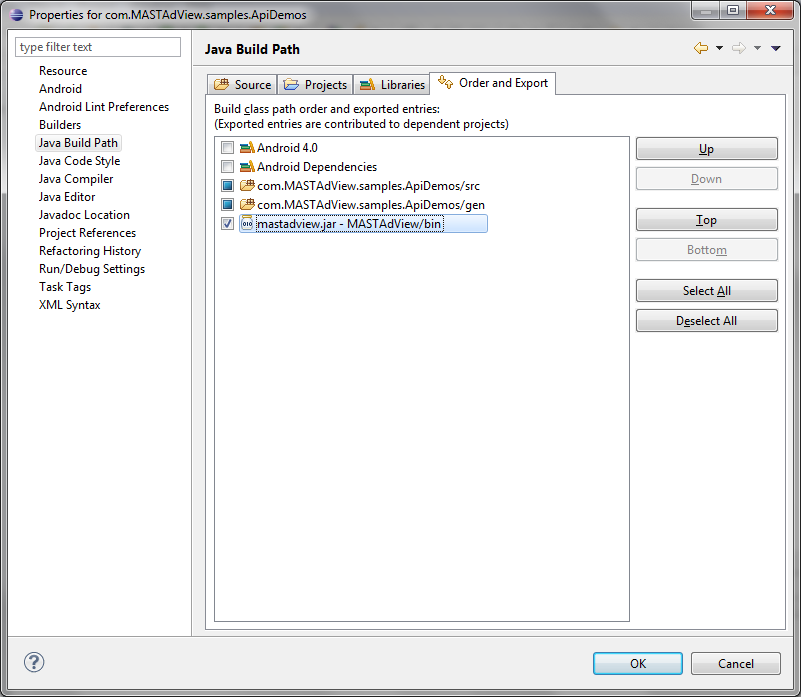 Properties for com.MASTAdView.samples.ApiDemos
type filter text
Resource
Android
Android Lint Preferences
Builders
Java Build Path
Java Code Style
Java Compiler
Java Editor
Javadoc Location
Project References
Refactoring History
Run/Debug Settings
Task Tags
XML Syntax
Java Build Path
Source Projects Libraries Order and Export
Build class path order and exported entries:
(Exported entries are contributed to dependent projects)
Android 4.0
Android Dependencies
com.MASTAdView.samples.ApiDemos/src
com.MASTAdView.samples.ApiDemos/gen
mastadview.jar - MASTAdView/bin
Up
Down
Top
Bottom
Select All
Deselect All
OK Cancel